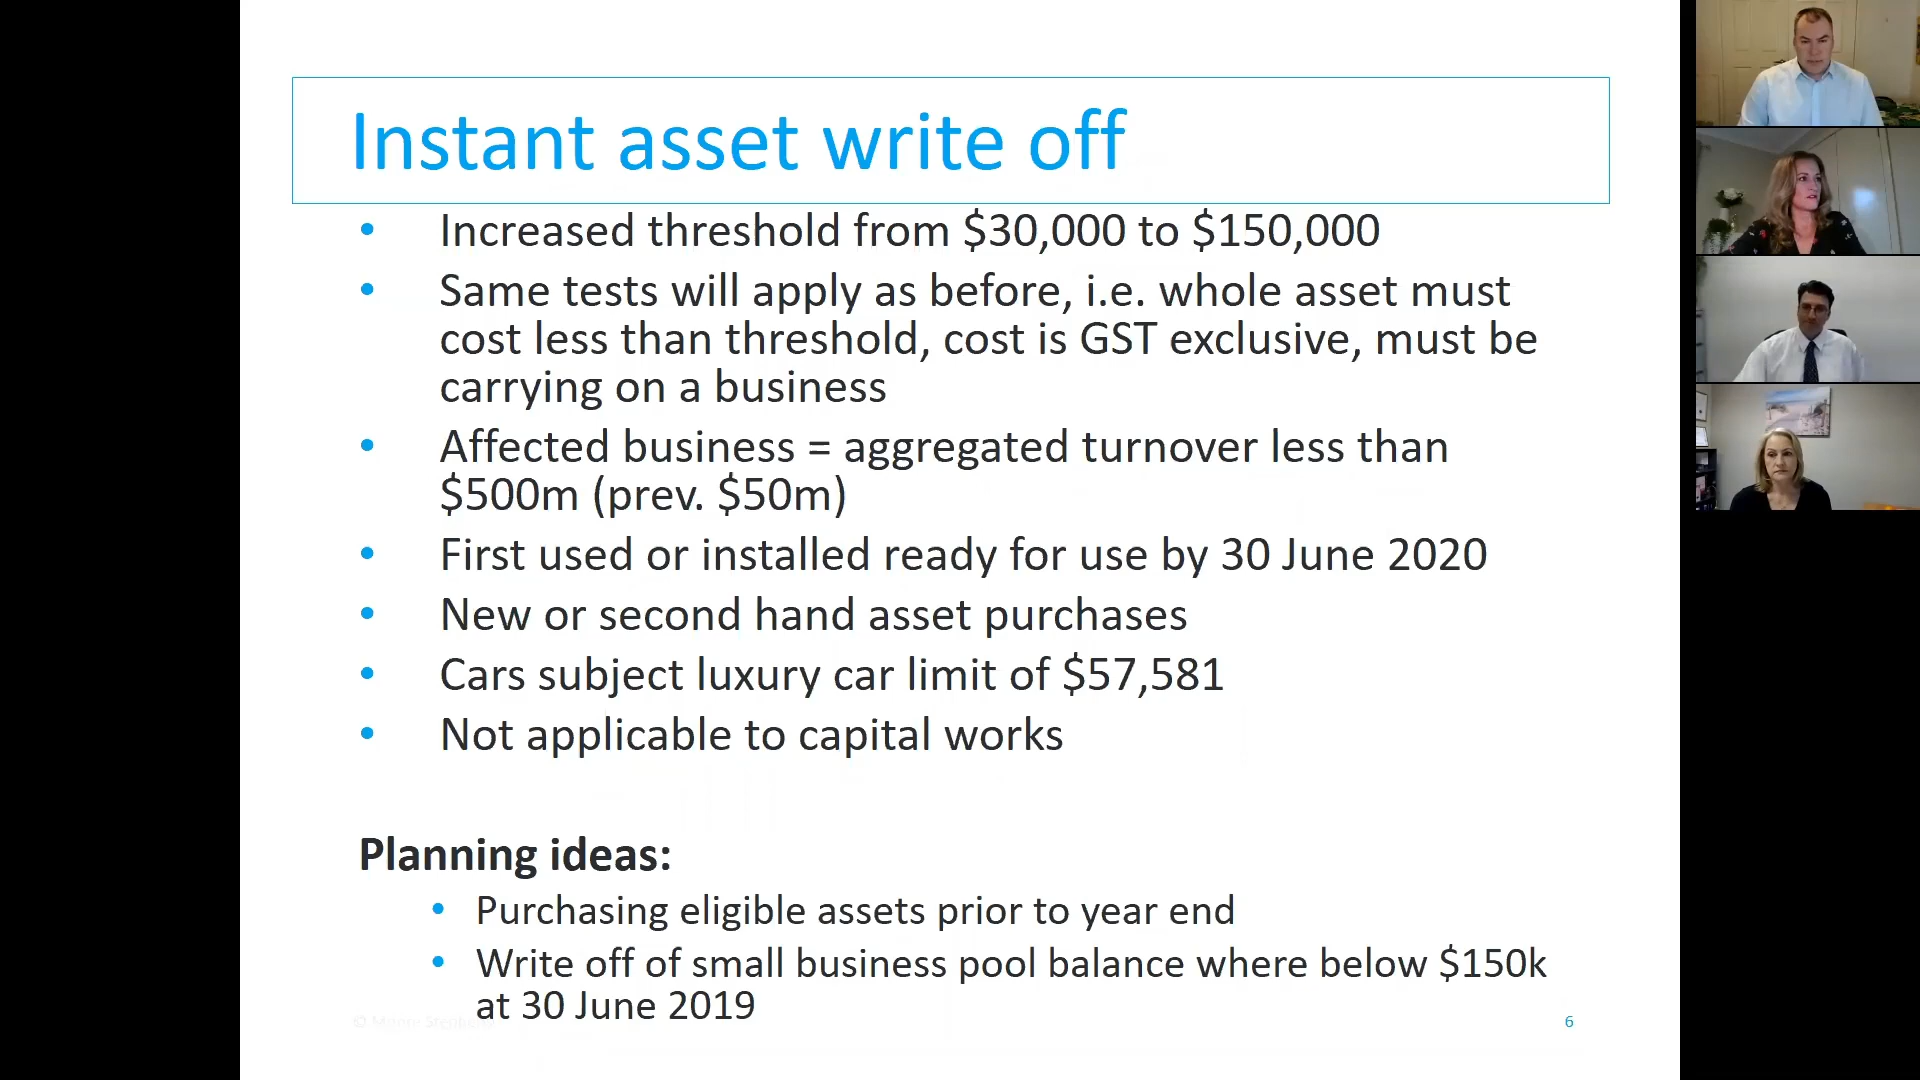 Instant asset write off
• Increased threshold from $30,000 to $150,000
• Same tests will apply as before, i.e. whole asset must
cost less than threshold, cost is GST exclusive, must be
carrying on a business
• Affected business = aggregated turnover less than
$500m (prev. $50m)
• First used or installed ready for use by 30 June 2020
• New or second hand asset purchases
• Cars subject luxury car limit of $57,581
• Not applicable to capital works
Planning ideas:
• Purchasing eligible assets prior to year end
• Write off of small business pool balance where below $150k
at 30 June 2019
6